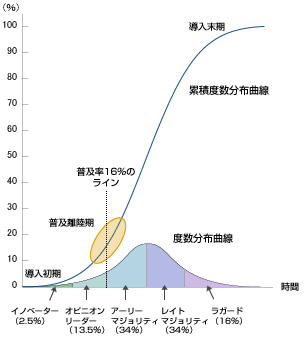 (%)
100
90
80
70
60
50
40
30
20
10
0
導入末期
累積度数分布曲線
普及率16%の
ライン
普及離陸期
度数分布曲線
導入初期
時間
イノベーター
(2.5%)
オピニオン
リーダー
(13.5%)
アーリー
マジョリティ
(34%)
レイト
マジョリティ
(34%)
ラガード
(16%)